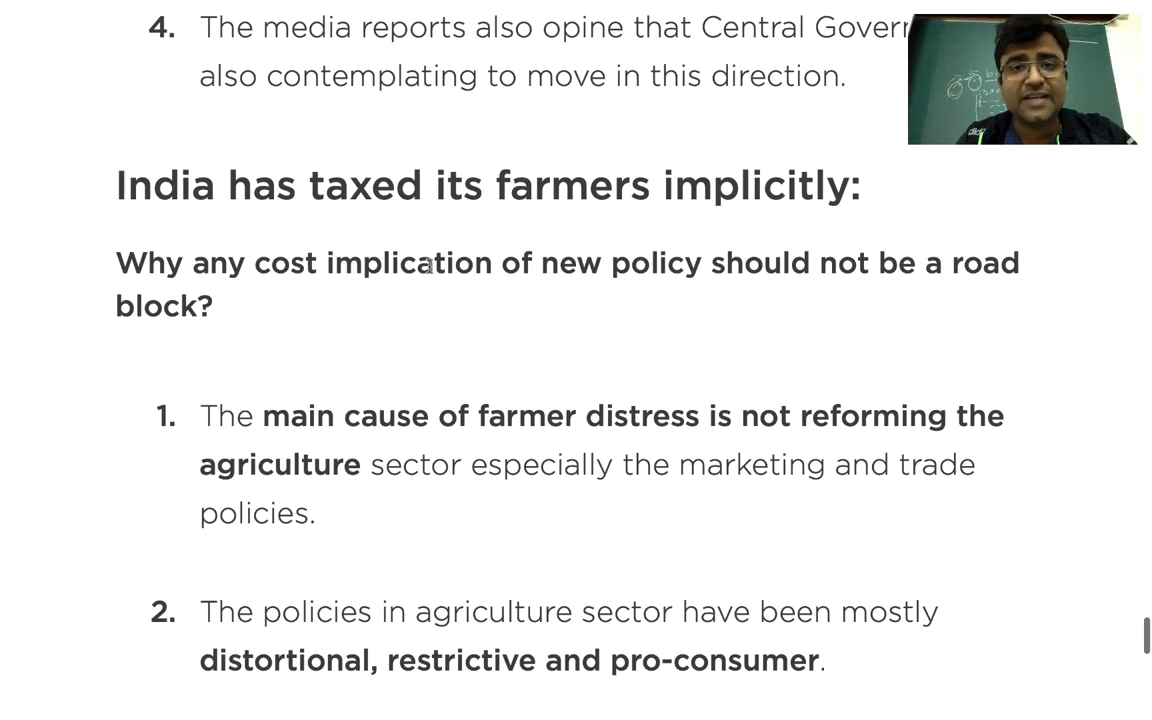 4. The media reports also opine that Central
also contemplating to move in this direction.
India has taxed its farmers implicitly:
Why any cost implication of new policy should not be a road
block?
1. The main cause of farmer distress is not reforming the
agriculture sector especially the marketing and trade
policies.
2. The policies in agriculture sector have been mostly
distortional, restrictive and pro-consumer.